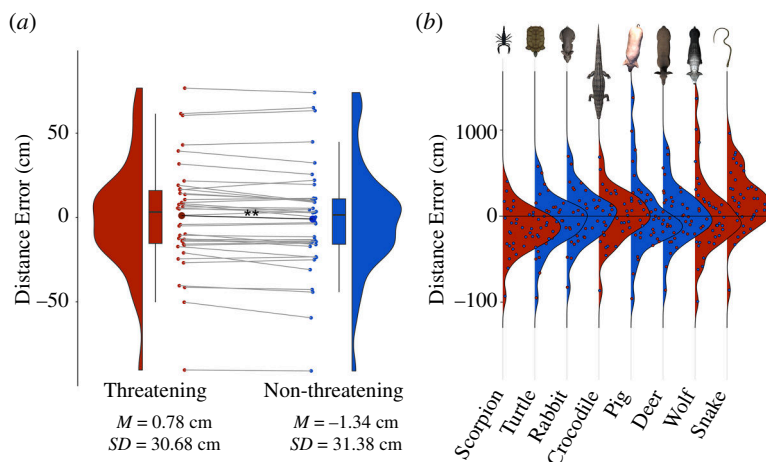 (a)
Distance Error (cm)
50
0
–50
**
Threatening
Non-threatening
M = 0.78 cm
M = –1.34 cm
SD = 30.68 cm
SD = 31.38 cm
(b)
Distance Error (cm)
1000
0
–100
Scorpion
Turtle
Rabbit
Crocodile
Pig
Deer
Wolf
Snake